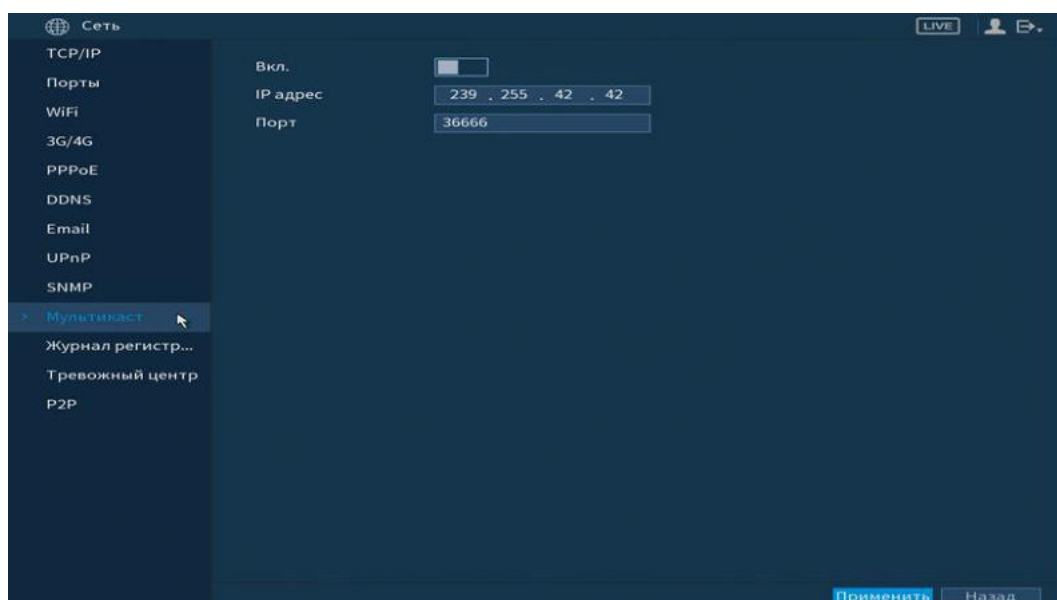 Сеть
LIVE
TCP/IP
Порты
WiFi
3G/4G
PPPoE
DDNS
Email
UPnP
SNMP
Мультикаст
Журнал регистр...
Тревожный центр
P2P
Вкл.
IP адрес 239 . 255 . 42 . 42
Порт 36666
Применить Назад